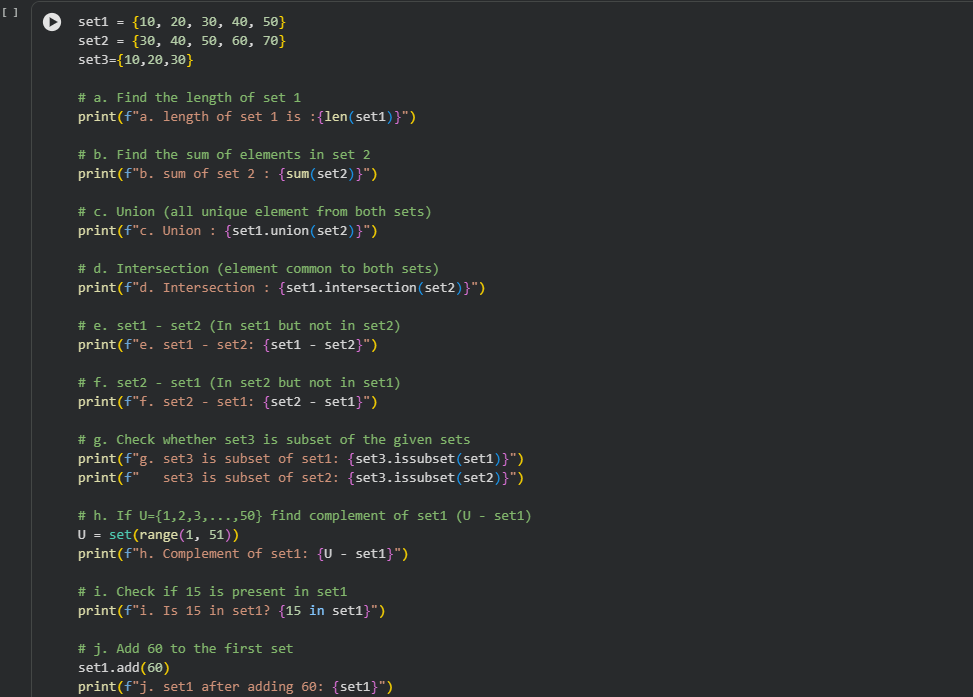 [ ]
set1 = {10, 20, 30, 40, 50}
set2 = {30, 40, 50, 60, 70}
set3={10,20,30}
# a. Find the length of set 1
print(f"a. length of set 1 is :{len(set1)}")
# b. Find the sum of elements in set 2
print(f"b. sum of set 2 : {sum(set2)}")
# c. Union (all unique element from both sets)
print(f"c. Union : {set1.union(set2)}")
# d. Intersection (element common to both sets)
print(f"d. Intersection : {set1.intersection(set2)}")
# e. set1 - set2 (In set1 but not in set2)
print(f"e. set1 - set2: {set1 - set2}")
# f. set2 - set1 (In set2 but not in set1)
print(f"f. set2 - set1: {set2 - set1}")
# g. Check whether set3 is subset of the given sets
print(f"g. set3 is subset of set1: {set3.issubset(set1)}")
print(f"   set3 is subset of set2: {set3.issubset(set2)}")
# h. If U={1,2,3,...,50} find complement of set1 (U - set1)
U = set(range(1, 51))
print(f"h. Complement of set1: {U - set1}")
# i. Check if 15 is present in set1
print(f"i. Is 15 in set1? {15 in set1}")
# j. Add 60 to the first set
set1.add(60)
print(f"j. set1 after adding 60: {set1}")